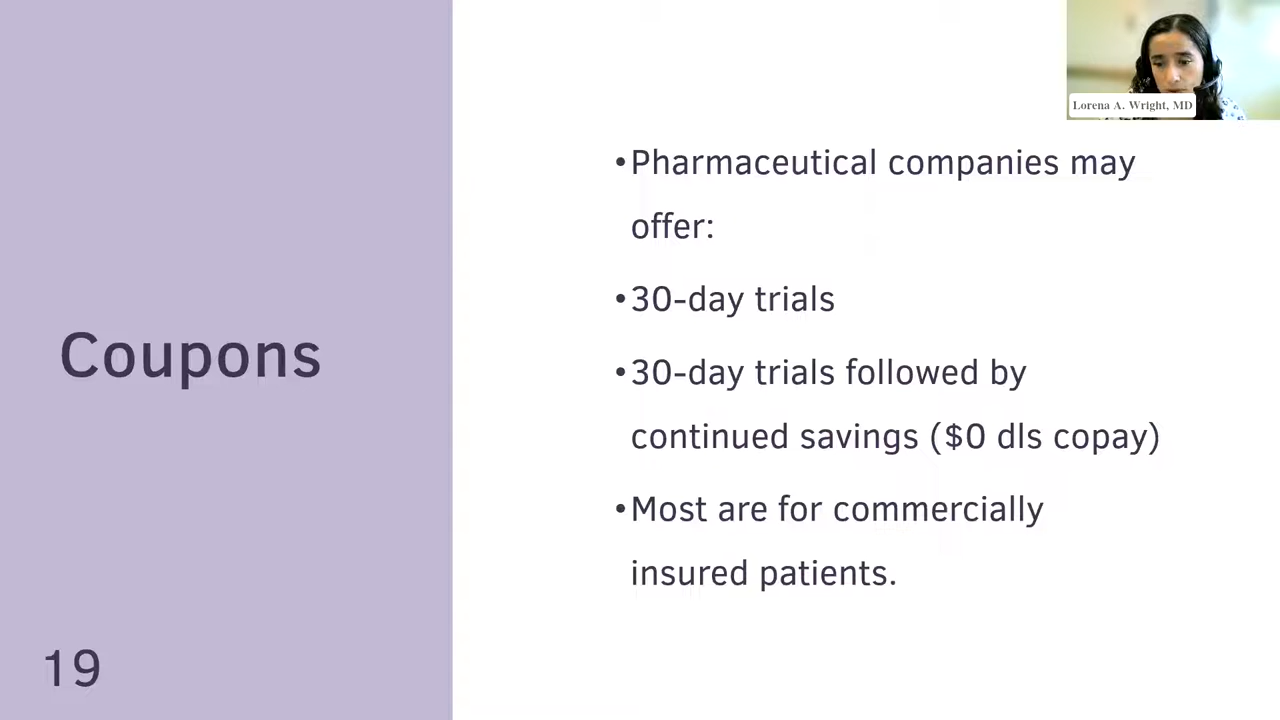 Lorena A. Wright, MD
•Pharmaceutical companies may
offer:
•30-day trials
•30-day trials followed by
continued savings ($0 dls copay)
•Most are for commercially
insured patients.
Coupons
19